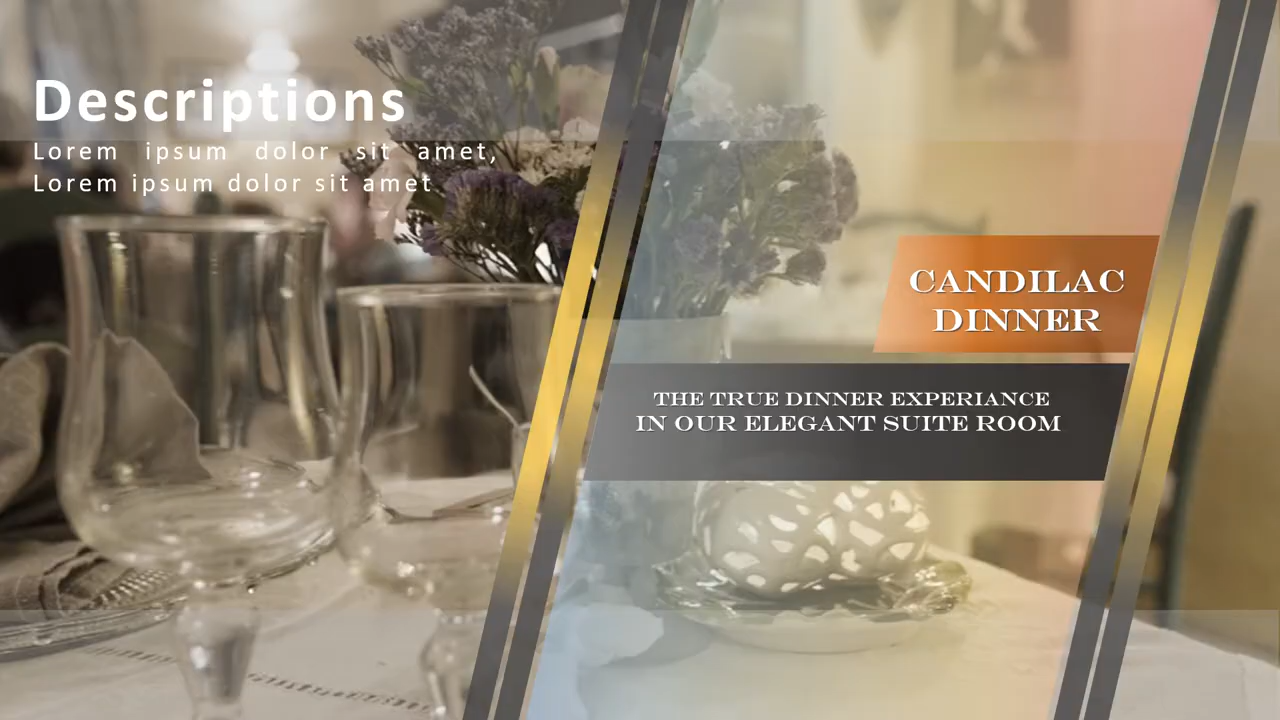 Descriptions
Lorem ipsum dolor sit amet,
Lorem ipsum dolor sit amet
CANDILAC
DINNER
THE TRUE DINNER EXPERIANCE
IN OUR ELEGANT SUITE ROOM